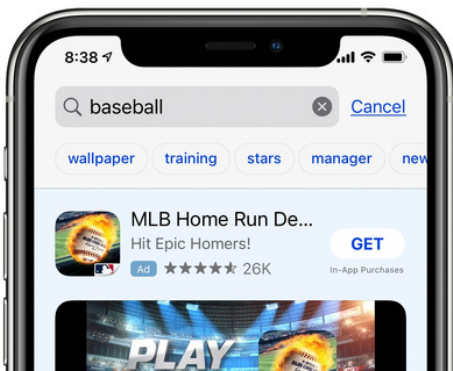 8:38
baseball
Cancel
wallpaper training stars manager new
MLB Home Run De...
Hit Epic Homers!
GET
Ad 26K
In-App Purchases
PLAY